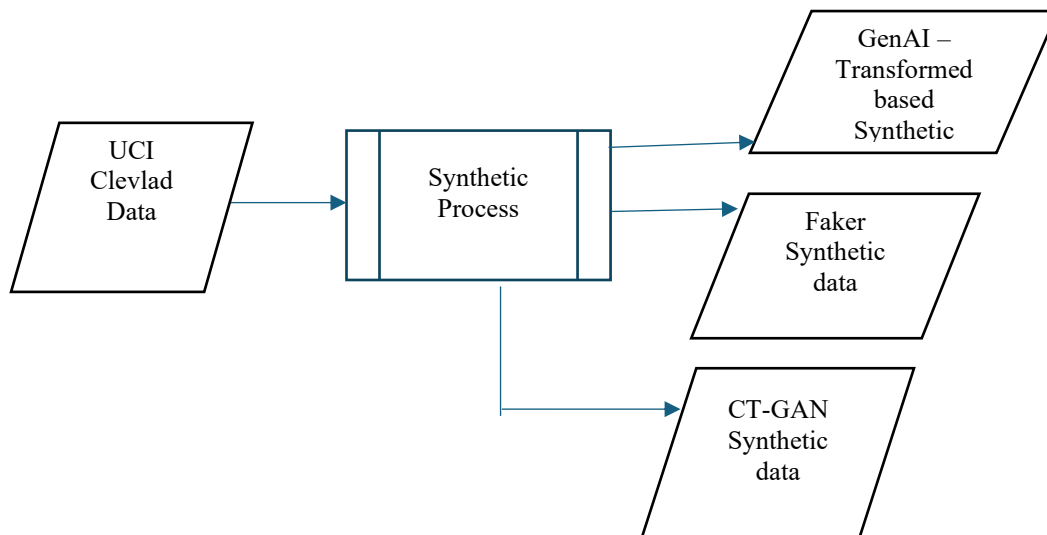 UCI
Clevlad
Data
Synthetic
Process
GenAI –
Transformed
based
Synthetic
Faker
Synthetic
data
CT-GAN
Synthetic
data